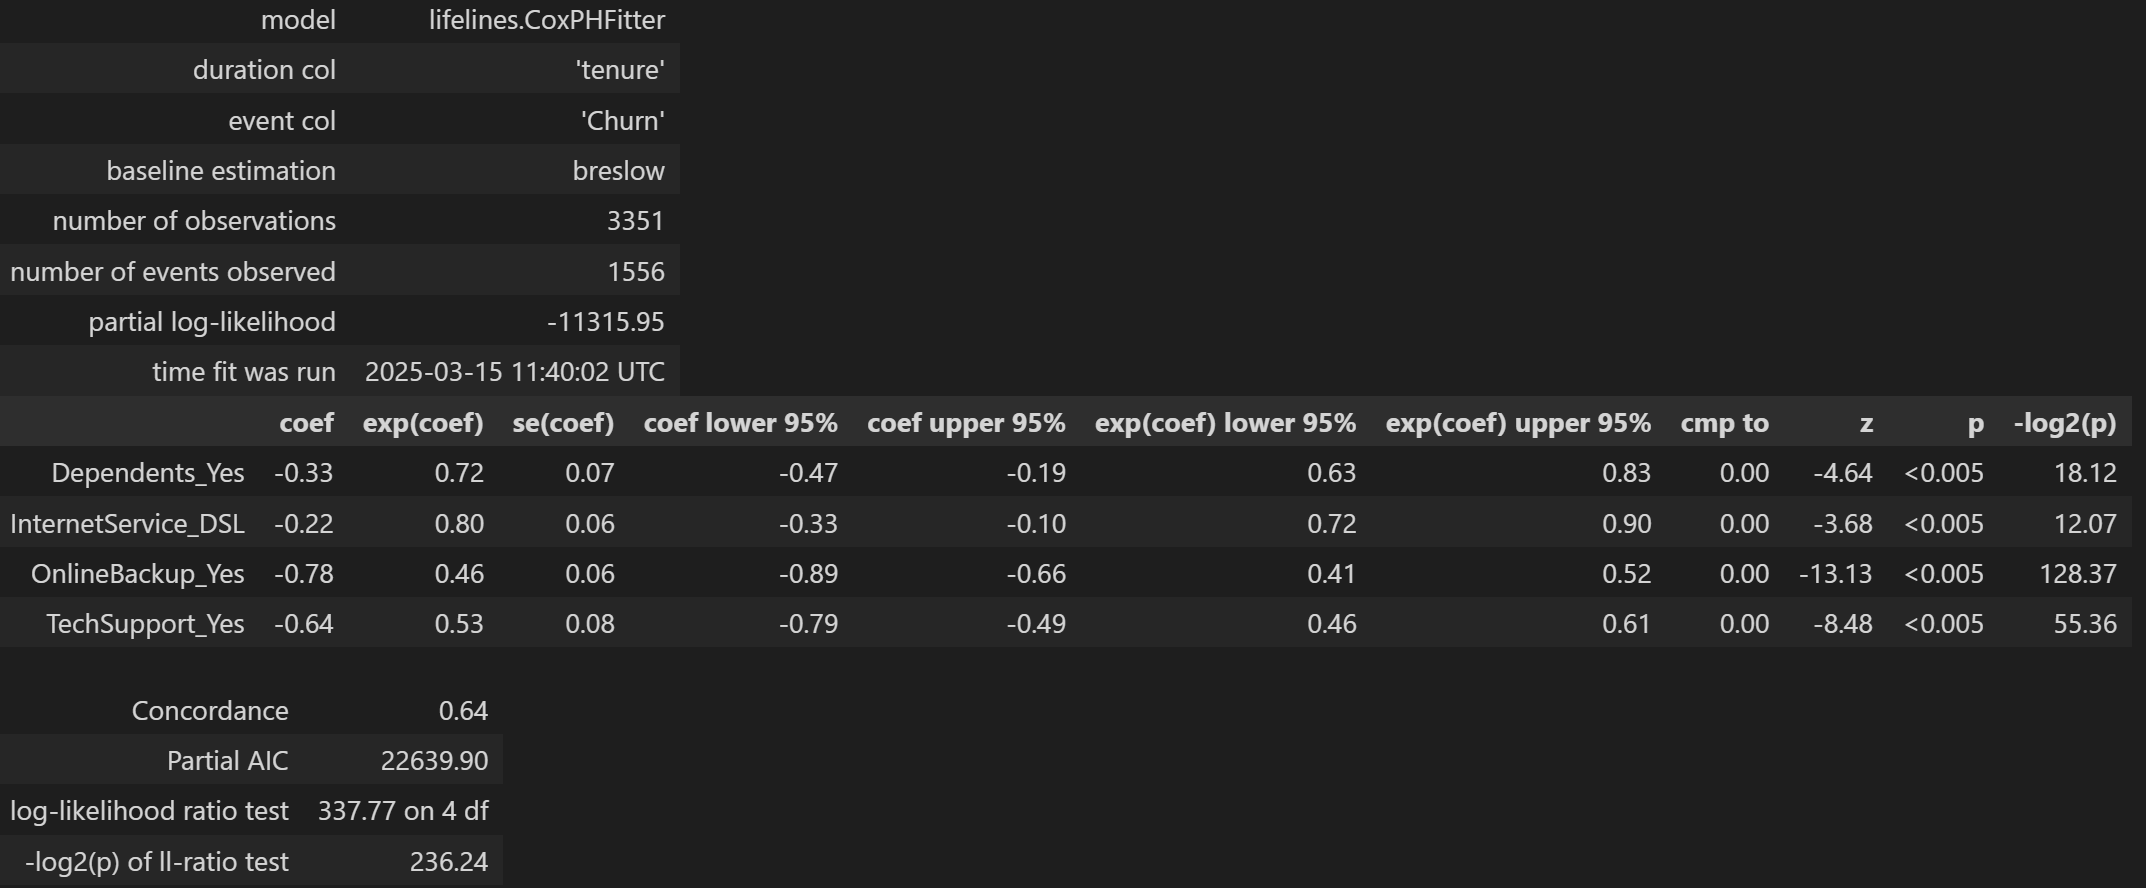 model lifelines.CoxPHFitter
duration col 'tenure'
event col 'Churn'
baseline estimation breslow
number of observations 3351
number of events observed 1556
partial log-likelihood -11315.95
time fit was run 2025-03-15 11:40:02 UTC
coef exp(coef) se(coef) coef lower 95% coef upper 95% exp(coef) lower 95% exp(coef) upper 95% cmp to z p -log2(p)
Dependents_Yes -0.33 0.72 0.07 -0.47 -0.19 0.63 0.83 0.00 -4.64 <0.005 18.12
InternetService_DSL -0.22 0.80 0.06 -0.33 -0.10 0.72 0.90 0.00 -3.68 <0.005 12.07
OnlineBackup_Yes -0.78 0.46 0.06 -0.89 -0.66 0.41 0.52 0.00 -13.13 <0.005 128.37
TechSupport_Yes -0.64 0.53 0.08 -0.79 -0.49 0.46 0.61 0.00 -8.48 <0.005 55.36
Concordance 0.64
Partial AIC 22639.90
log-likelihood ratio test 337.77 on 4 df
-log2(p) of ll-ratio test 236.24